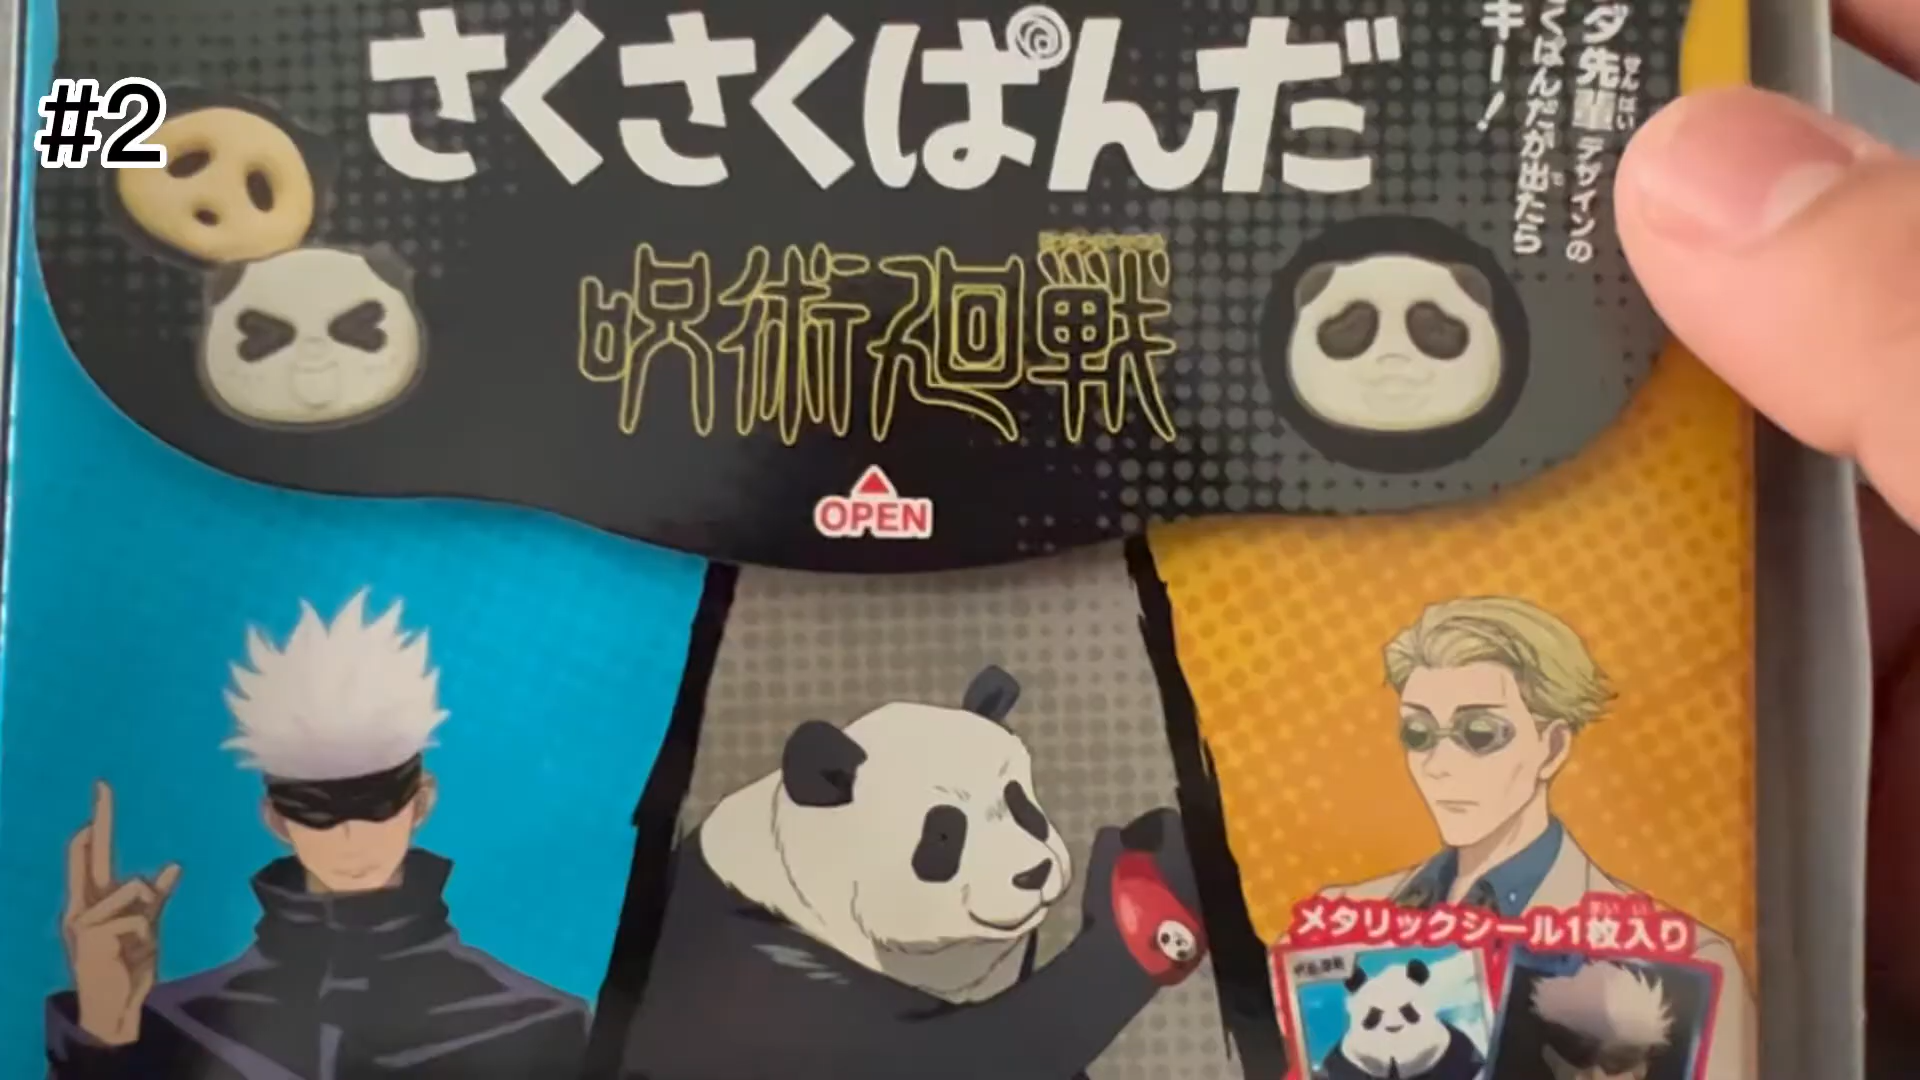 #2
さくさくぱんだ
呪術廻戦
ダ先輩デザインの
くぱんだが出たら
キー!
OPEN
メタリックシール1枚入り